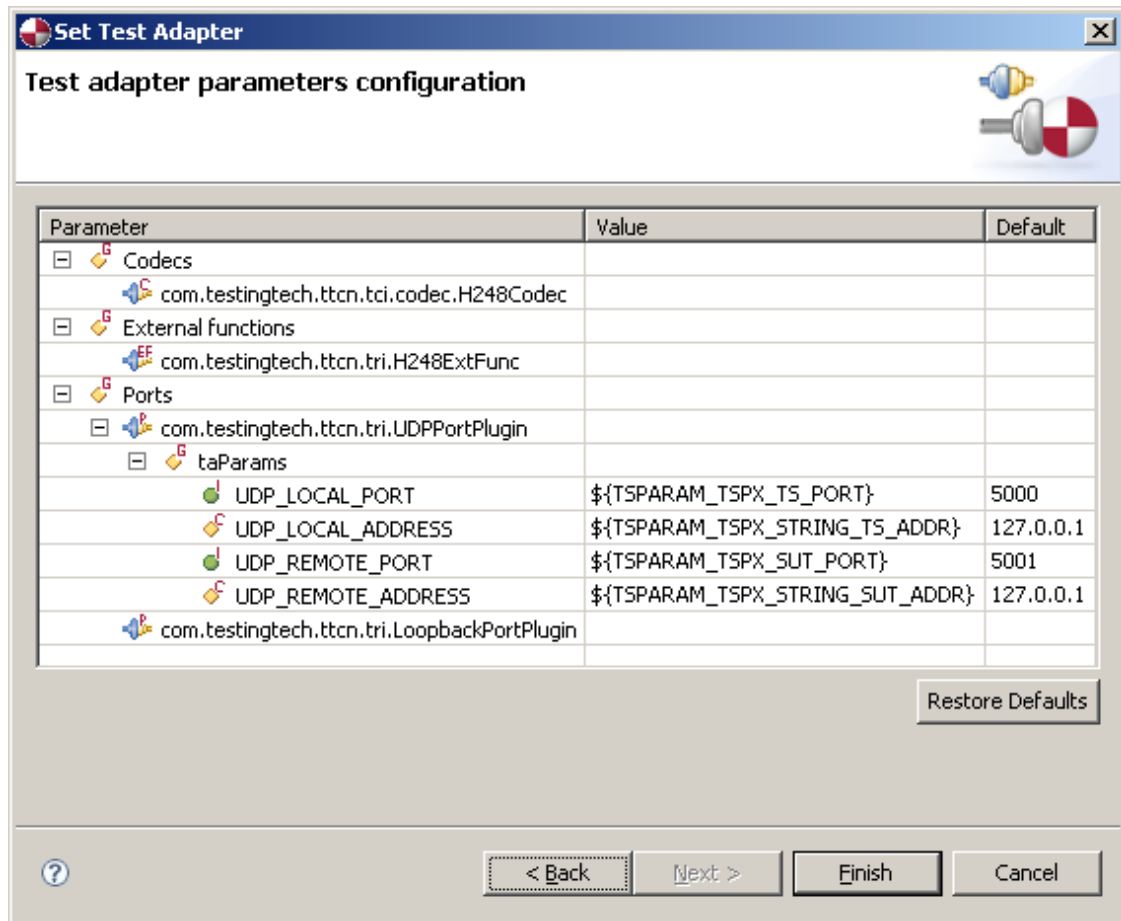 Set Test Adapter
Test adapter parameters configuration
Parameter Value Default
G Codecs
C com.testingtech.ttcn.tci.codec.H248Codec
G External functions
EF com.testingtech.ttcn.tri.H248ExtFunc
G Ports
P com.testingtech.ttcn.tri.UDPPortPlugin
G taParams
I UDP_LOCAL_PORT ${TSPARAM_TSPX_TS_PORT} 5000
C UDP_LOCAL_ADDRESS ${TSPARAM_TSPX_STRING_TS_ADDR} 127.0.0.1
I UDP_REMOTE_PORT ${TSPARAM_TSPX_SUT_PORT} 5001
C UDP_REMOTE_ADDRESS ${TSPARAM_TSPX_STRING_SUT_ADDR} 127.0.0.1
P com.testingtech.ttcn.tri.LoopbackPortPlugin
Restore Defaults
? < Back Next > Finish Cancel